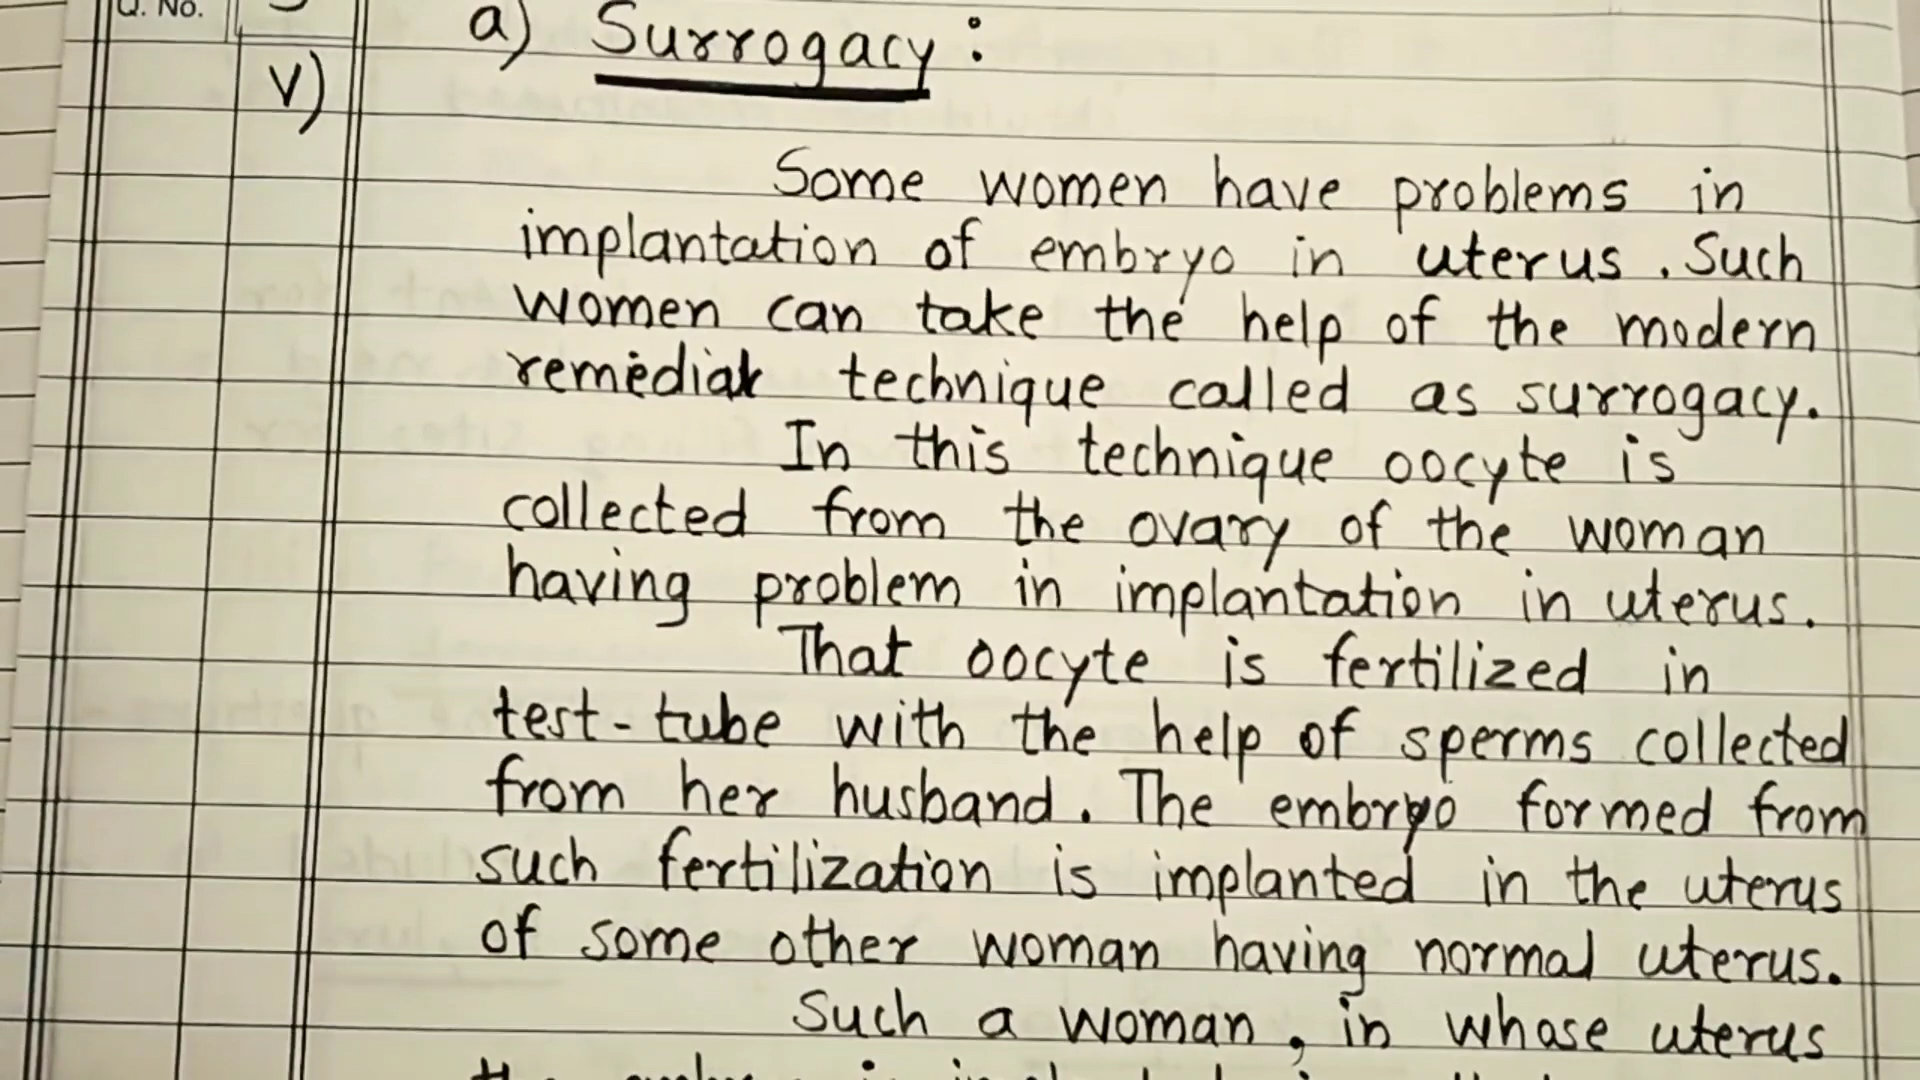 Q. No.
a) Surrogacy :
v)
Some women have problems in
implantation of embryo in uterus. Such
women can take the help of the modern
remedial technique called as surrogacy.
In this technique oocyte is
collected from the ovary of the woman
having problem in implantation in uterus.
That oocyte is fertilized in
test-tube with the help of sperms collected
from her husband. The embryo formed from
such fertilization is implanted in the uterus
of some other woman having normal uterus.
Such a woman, in whose uterus